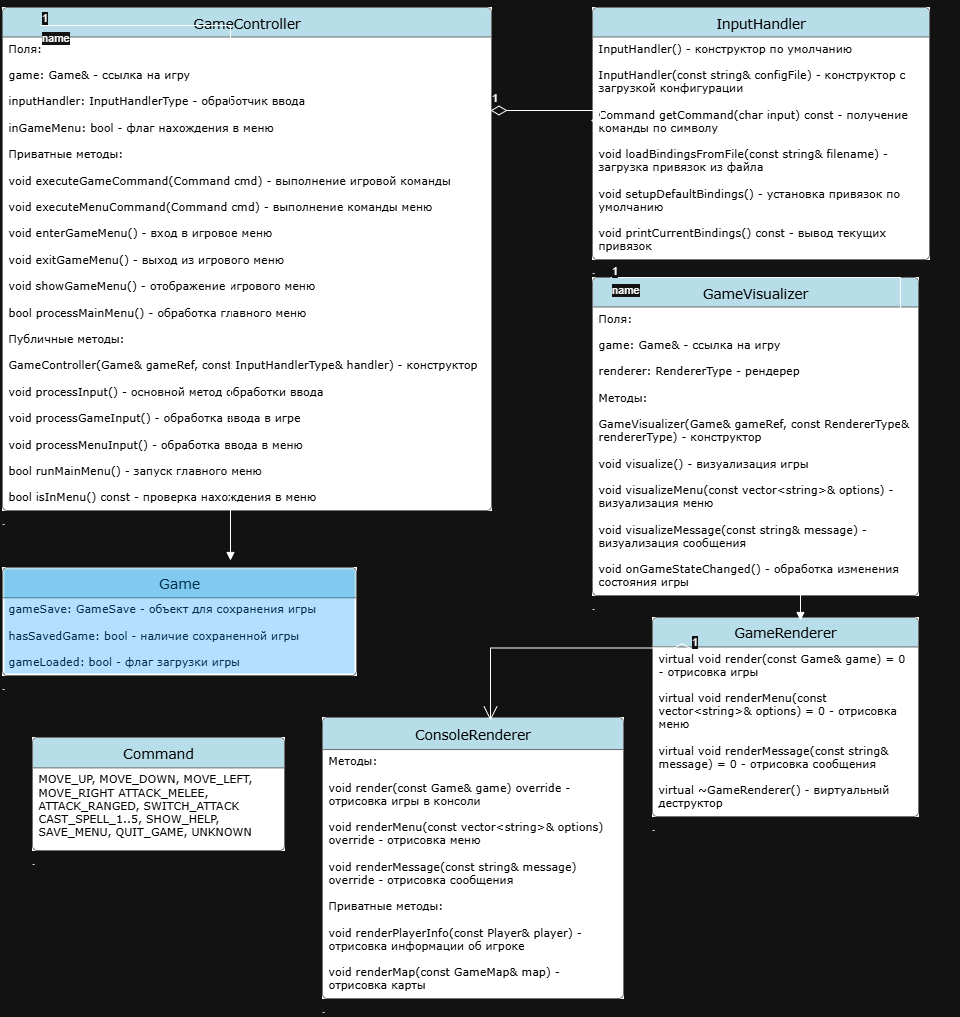 1
name
GameController
Поля:
game: Game& - ссылка на игру
inputHandler: InputHandlerType - обработчик ввода
inGameMenu: bool - флаг нахождения в меню
Приватные методы:
void executeGameCommand(Command cmd) - выполнение игровой команды
void executeMenuCommand(Command cmd) - выполнение команды меню
void enterGameMenu() - вход в игровое меню
void exitGameMenu() - выход из игрового меню
void showGameMenu() - отображение игрового меню
bool processMainMenu() - обработка главного меню
Публичные методы:
GameController(Game& gameRef, const InputHandlerType& handler) - конструктор
void processInput() - основной метод обработки ввода
void processGameInput() - обработка ввода в игре
void processMenuInput() - обработка ввода в меню
bool runMainMenu() - запуск главного меню
bool isInMenu() const - проверка нахождения в меню
1
InputHandler
InputHandler() - конструктор по умолчанию
InputHandler(const string& configFile) - конструктор с
загрузкой конфигурации
Command getCommand(char input) const - получение
команды по символу
void loadBindingsFromFile(const string& filename) -
загрузка привязок из файла
void setupDefaultBindings() - установка привязок по
умолчанию
void printCurrentBindings() const - вывод текущих
привязок
1
name
GameVisualizer
Поля:
game: Game& - ссылка на игру
renderer: RendererType - рендерер
Методы:
GameVisualizer(Game& gameRef, const RendererType&
rendererType) - конструктор
void visualize() - визуализация игры
void visualizeMenu(const vector<string>& options) -
визуализация меню
void visualizeMessage(const string& message) -
визуализация сообщения
void onGameStateChanged() - обработка изменения
состояния игры
Game
gameSave: GameSave - объект для сохранения игры
hasSavedGame: bool - наличие сохраненной игры
gameLoaded: bool - флаг загрузки игры
GameRenderer
1
virtual void render(const Game& game) = 0
- отрисовка игры
virtual void renderMenu(const
vector<string>& options) = 0 - отрисовка
меню
virtual void renderMessage(const string&
message) = 0 - отрисовка сообщения
virtual ~GameRenderer() - виртуальный
деструктор
Command
MOVE_UP, MOVE_DOWN, MOVE_LEFT,
MOVE_RIGHT ATTACK_MELEE,
ATTACK_RANGED, SWITCH_ATTACK
CAST_SPELL_1..5, SHOW_HELP,
SAVE_MENU, QUIT_GAME, UNKNOWN
ConsoleRenderer
Методы:
void render(const Game& game) override -
отрисовка игры в консоли
void renderMenu(const vector<string>& options)
override - отрисовка меню
void renderMessage(const string& message)
override - отрисовка сообщения
Приватные методы:
void renderPlayerInfo(const Player& player) -
отрисовка информации об игроке
void renderMap(const GameMap& map) -
отрисовка карты